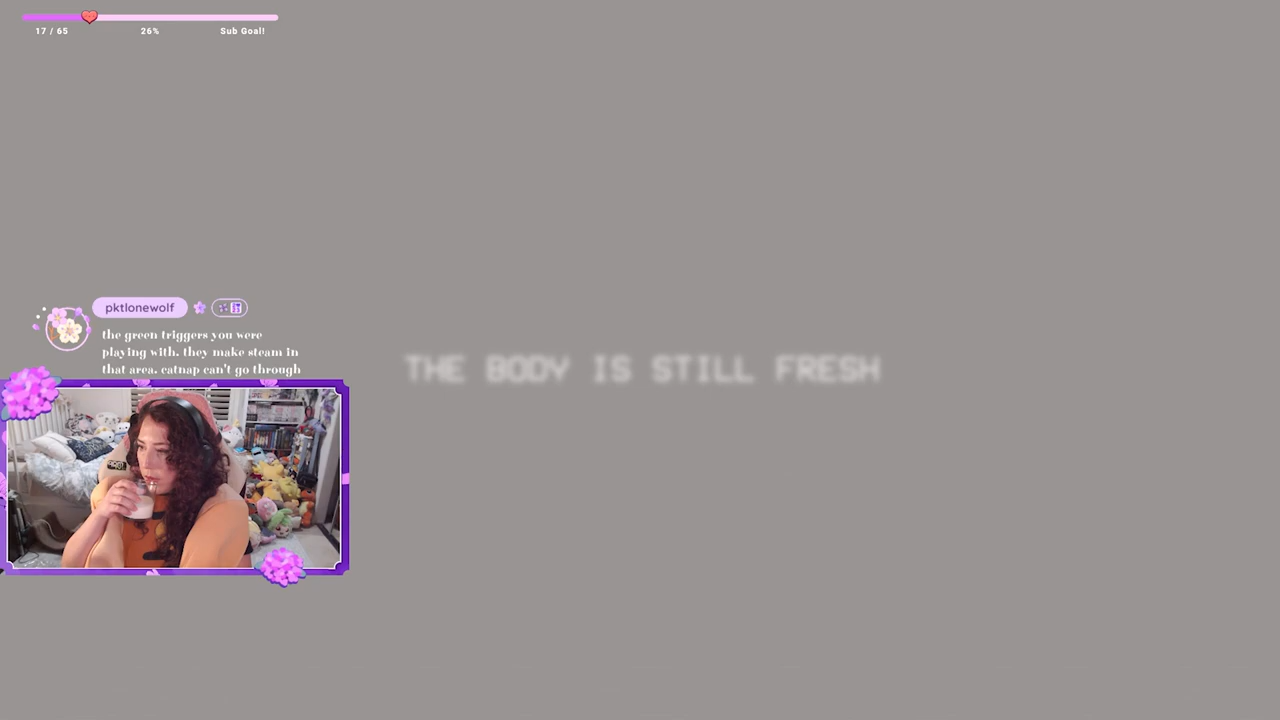 17 / 65 26% Sub Goal!
pktlonewolf
the green triggers you were
playing with. they make steam in
that area. catnap can't go through
THE BODY IS STILL FRESH